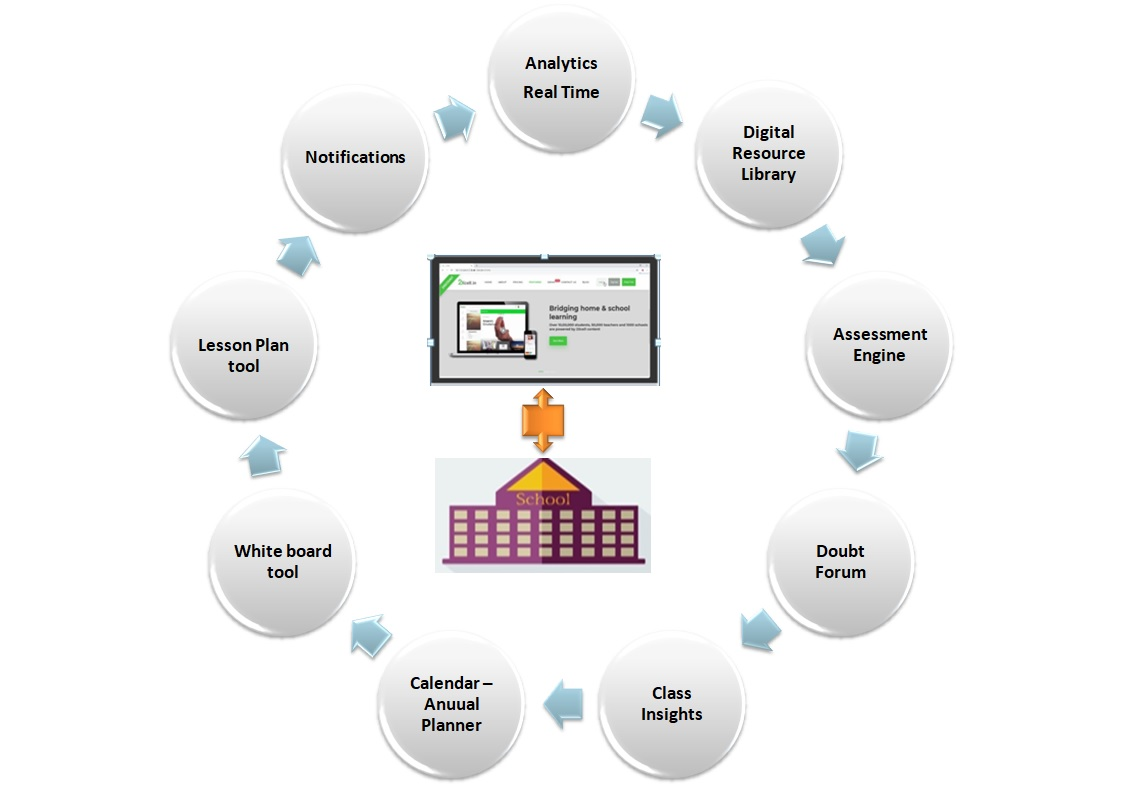 Analytics
Real Time
Digital
Resource
Library
Assessment
Engine
Doubt
Forum
Class
Insights
Calendar –
Anuual
Planner
White board
tool
Lesson Plan
tool
Notifications
Bridging home & school
learning
School